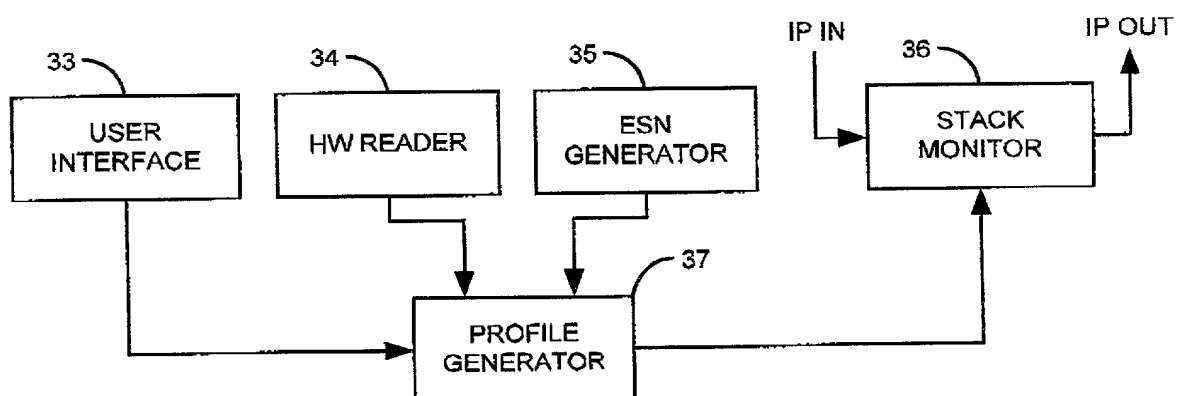 33
34
35
IP IN
36
IP OUT
USER
INTERFACE
HW READER
ESN
GENERATOR
STACK
MONITOR
37
PROFILE
GENERATOR